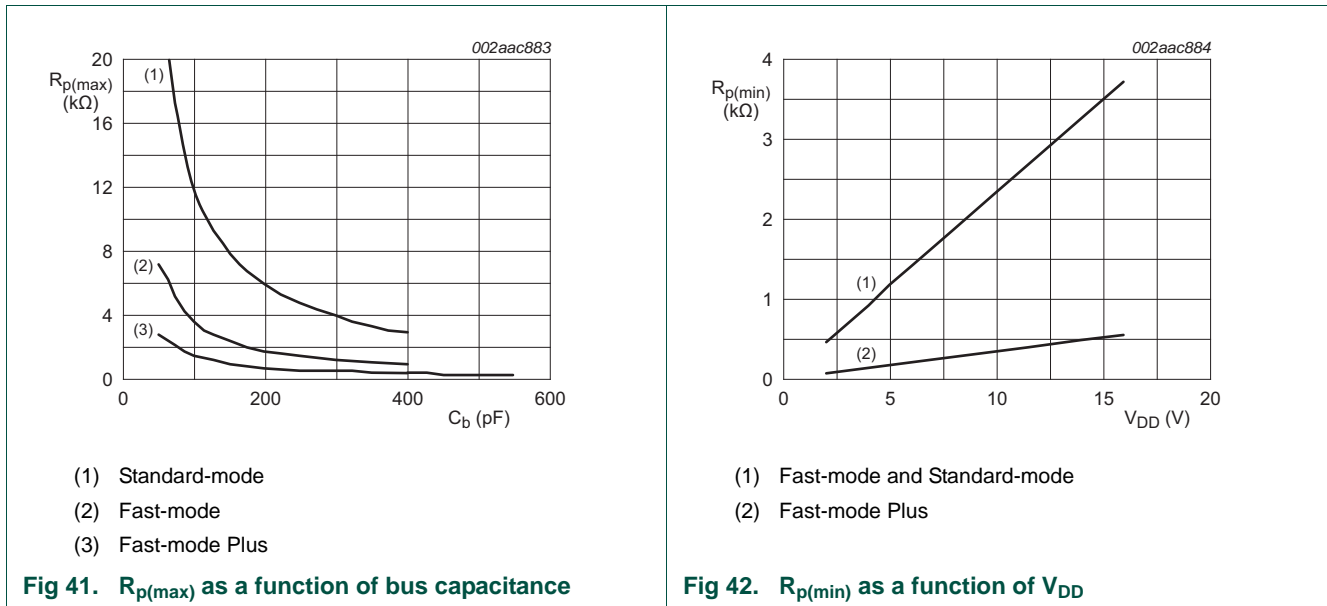 002aac883
20
16
12
8
4
0
Rp(max)
(kΩ)
(1)
(2)
(3)
0
200
400
600
Cb (pF)
(1) Standard-mode
(2) Fast-mode
(3) Fast-mode Plus
Fig 41. Rp(max) as a function of bus capacitance
002aac884
4
3
2
1
0
Rp(min)
(kΩ)
(1)
(2)
0
5
10
15
20
VDD (V)
(1) Fast-mode and Standard-mode
(2) Fast-mode Plus
Fig 42. Rp(min) as a function of VDD